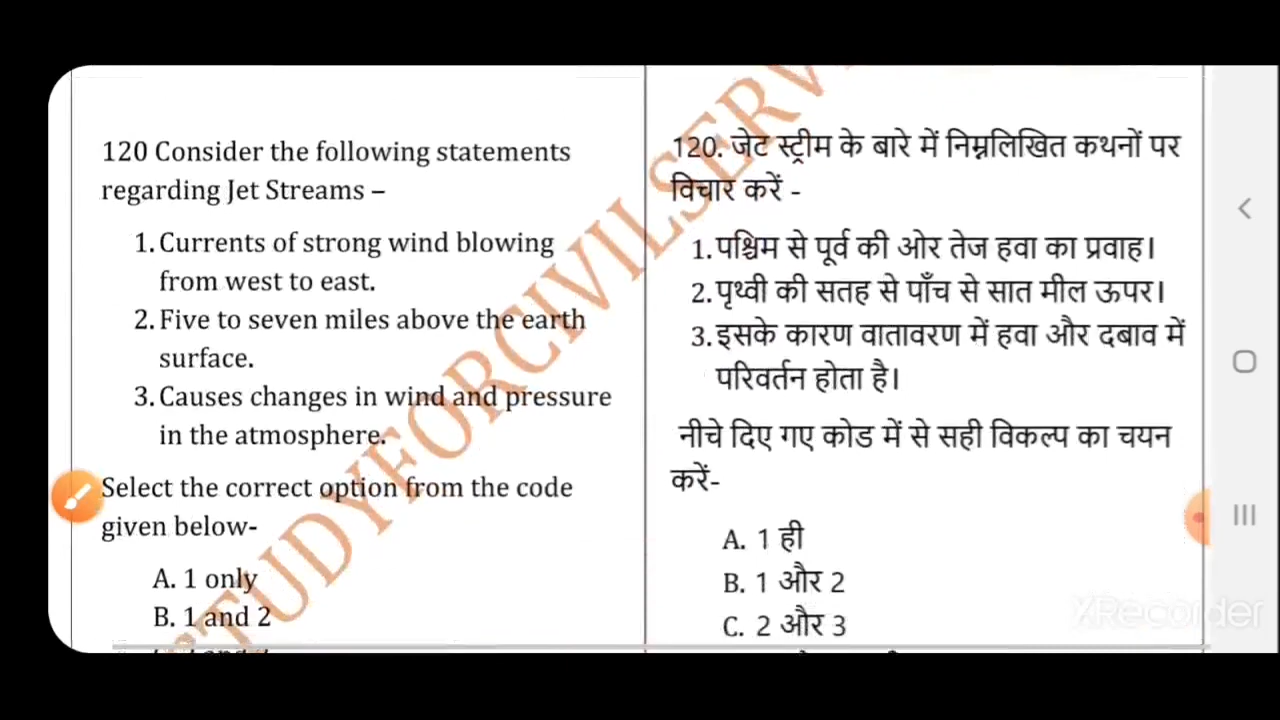 120 Consider the following statements
regarding Jet Streams –
1. Currents of strong wind blowing
from west to east.
2. Five to seven miles above the earth
surface.
3. Causes changes in wind and pressure
in the atmosphere.
Select the correct option from the code
given below-
A. 1 only
B. 1 and 2
120. जेट स्ट्रीम के बारे में निम्नलिखित कथनों पर
विचार करें -
1. पश्चिम से पूर्व की ओर तेज हवा का प्रवाह।
2. पृथ्वी की सतह से पाँच से सात मील ऊपर।
3. इसके कारण वातावरण में हवा और दबाव में
परिवर्तन होता है।
नीचे दिए गए कोड में से सही विकल्प का चयन
करें-
A. 1 ही
B. 1 और 2
C. 2 और 3
STUDYFORCIVILSERVI
XRecorder